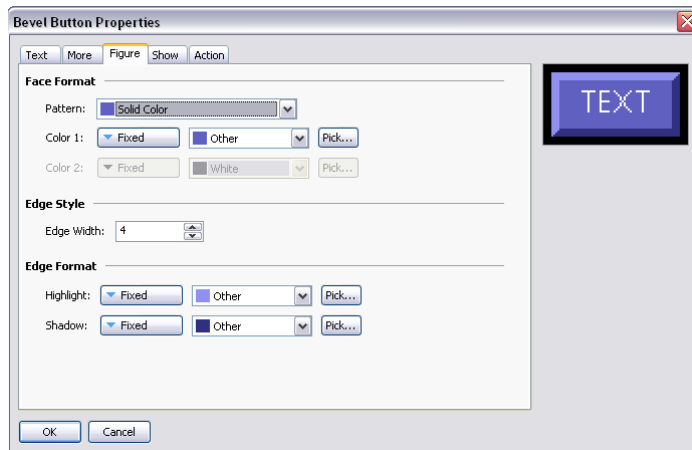 Bevel Button Properties
Text More Figure Show Action
Face Format
Pattern: Solid Color
TEXT
Color 1: Fixed Other Pick...
Color 2: Fixed White Pick...
Edge Style
Edge Width: 4
Edge Format
Highlight: Fixed Other Pick...
Shadow: Fixed Other Pick...
OK Cancel